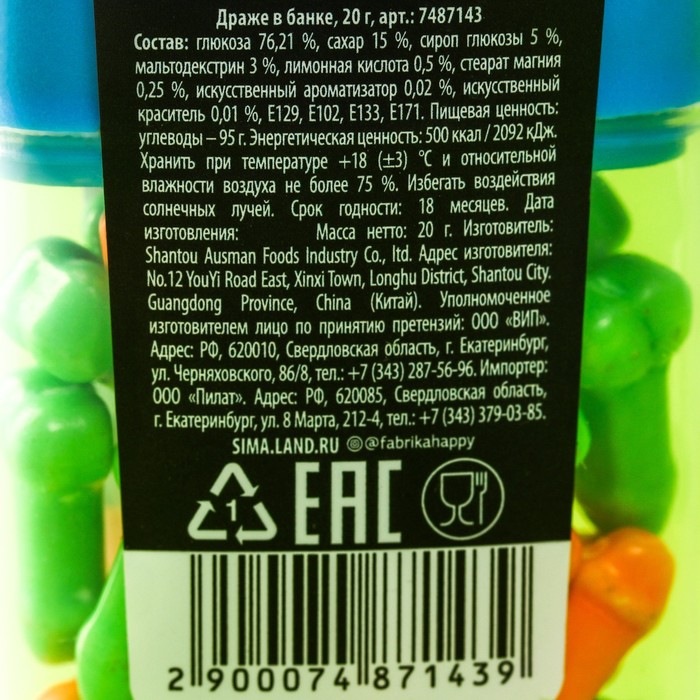 Драже в банке, 20 г, арт.: 7487143
Состав: глюкоза 76,21 %, сахар 15 %, сироп глюкозы 5 %,
мальтодекстрин 3 %, лимонная кислота 0,5 %, стеарат магния
0,25 %, искусственный ароматизатор 0,02 %, искусственный
краситель 0,01 %, Е129, Е102, Е133, Е171. Пищевая ценность:
углеводы – 95 г. Энергетическая ценность: 500 ккал / 2092 кДж.
Хранить при температуре +18 (±3) °С и относительной
влажности воздуха не более 75 %. Избегать воздействия
солнечных лучей. Срок годности: 18 месяцев. Дата
изготовления: Масса нетто: 20 г. Изготовитель:
Shantou Ausman Foods Industry Co., ltd. Адрес изготовителя:
No.12 YouYi Road East, Xinxi Town, Longhu District, Shantou City.
Guangdong Province, China (Китай). Уполномоченное
изготовителем лицо по принятию претензий: ООО «ВИП».
Адрес: РФ, 620010, Свердловская область, г. Екатеринбург,
ул. Черняховского, 86/8, тел.: +7 (343) 287-56-96. Импортер:
ООО «Пилат». Адрес: РФ, 620085, Свердловская область,
г. Екатеринбург, ул. 8 Марта, 212-4, тел.: +7 (343) 379-03-85.
SIMA.LAND.RU @fabrikahappy
1 EAC
2 900074 871439